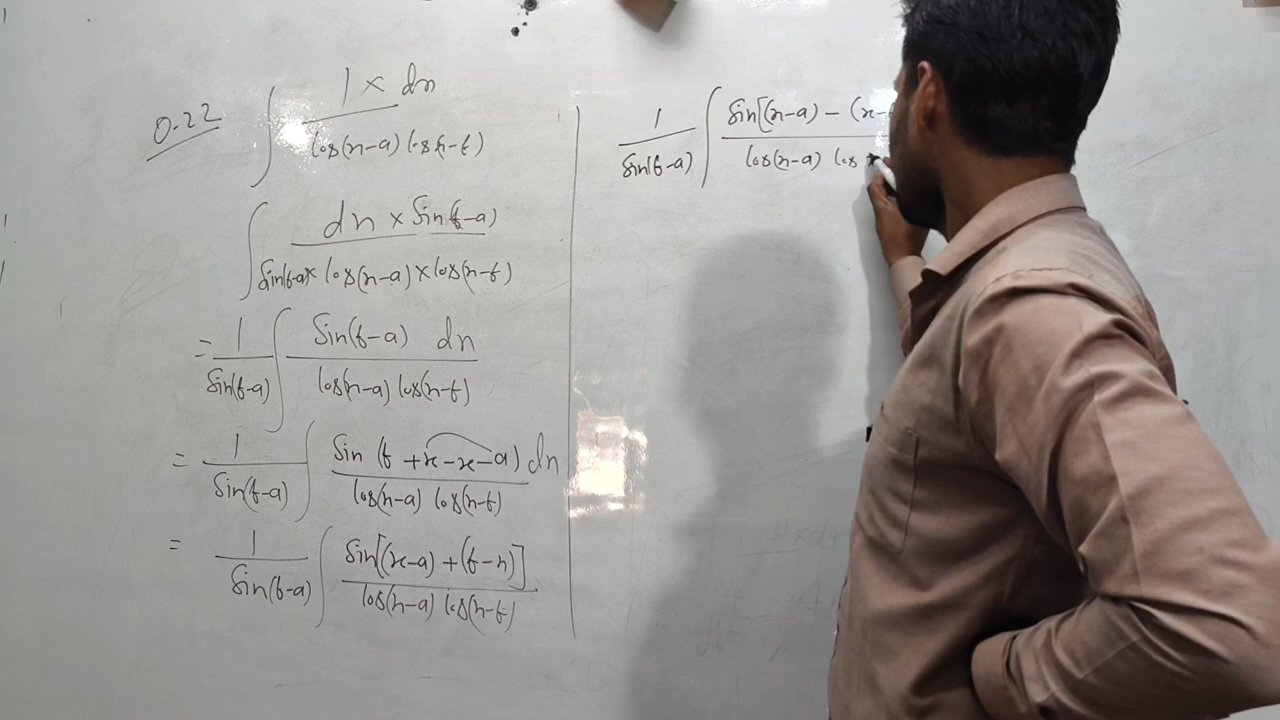 Q.22 ∫ 1 × dx / cos(x-a) cos(x-b)
∫ dx × Sin(b-a) / Sin(b-a) × cos(x-a) × cos(x-b)
= 1 / Sin(b-a) ∫ Sin(b-a) dx / cos(x-a) cos(x-b)
= 1 / Sin(b-a) ∫ Sin (b + x - x - a) dx / cos(x-a) cos(x-b)
= 1 / Sin(b-a) ∫ Sin[(x-a) + (b-x)] / cos(x-a) cos(x-b)
1 / Sin(b-a) ∫ Sin[(x-a) - (x- / cos(x-a) cos